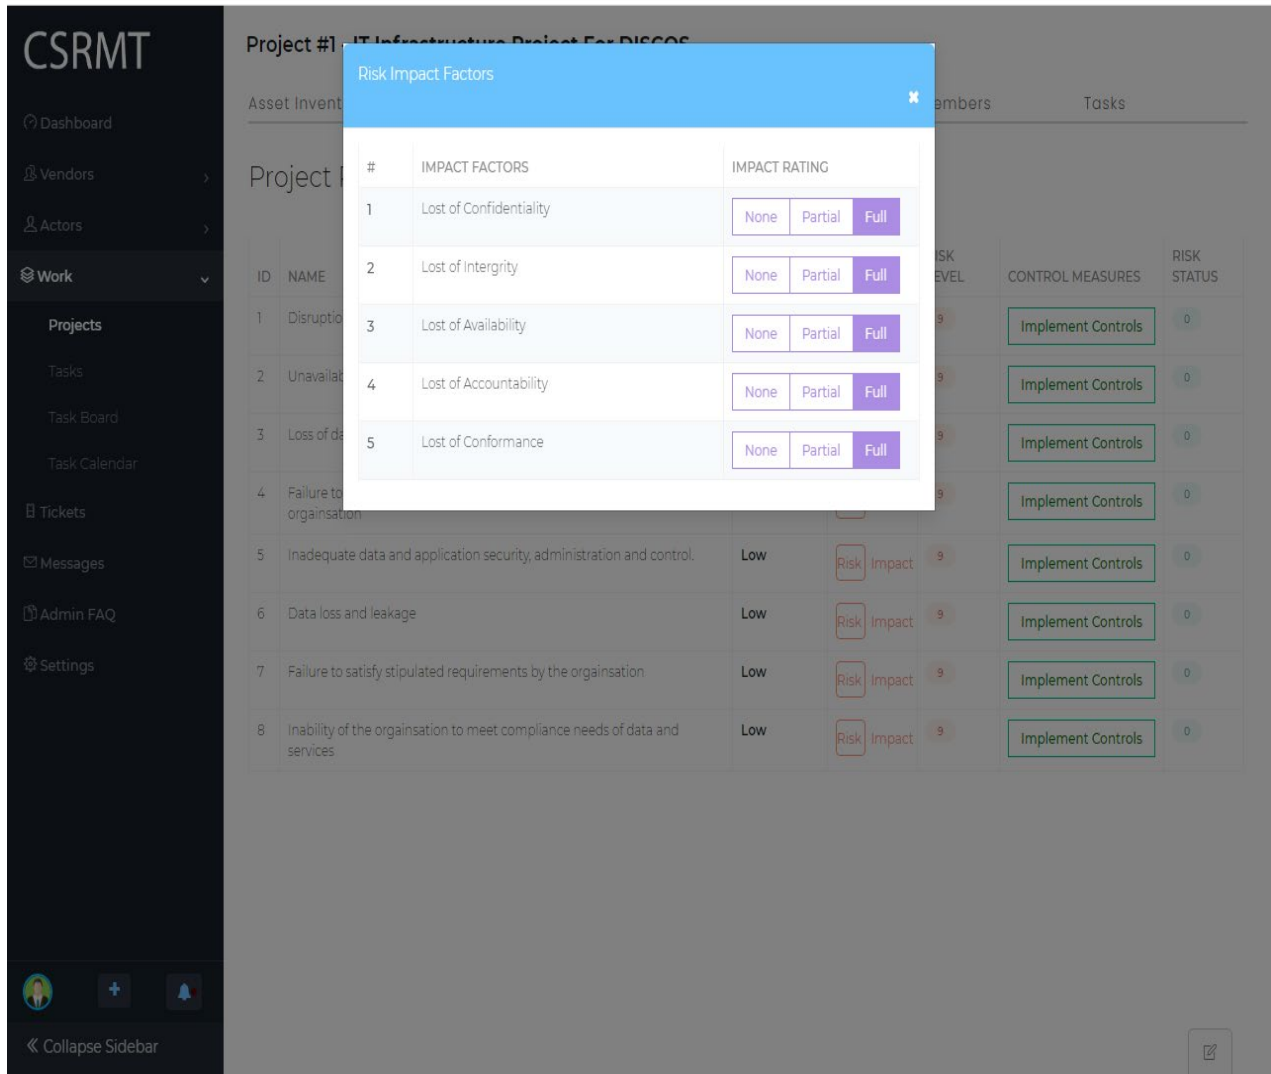 CSRMT
Project #1 - IT Infrastructure Project For DISCOS
Risk Impact Factors
Asset Invent
embers
Tasks
Dashboard
Vendors
Actors
Work
Projects
Tasks
Task Board
Task Calendar
Tickets
Messages
Admin FAQ
Settings
Collapse Sidebar
Project
# IMPACT FACTORS IMPACT RATING
1 Lost of Confidentiality None Partial Full
2 Lost of Intergrity None Partial Full
3 Lost of Availability None Partial Full
4 Lost of Accountability None Partial Full
5 Lost of Conformance None Partial Full
ID NAME
ISK
EVEL
CONTROL MEASURES
RISK
STATUS
1 Disruptio 9 Implement Controls 0
2 Unavailab 9 Implement Controls 0
3 Loss of da 9 Implement Controls 0
4 Failure to 9 Implement Controls 0
orgainsation
5 Inadequate data and application security, administration and control. Low Risk Impact 9 Implement Controls 0
6 Data loss and leakage Low Risk Impact 9 Implement Controls 0
7 Failure to satisfy stipulated requirements by the orgainsation Low Risk Impact 9 Implement Controls 0
8 Inability of the orgainsation to meet compliance needs of data and Low Risk Impact 9 Implement Controls 0
services